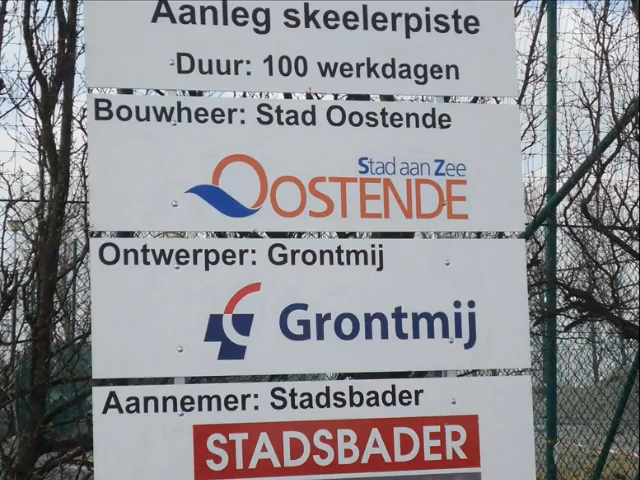 Aanleg skeelerpiste
Duur: 100 werkdagen
Bouwheer: Stad Oostende
Stad aan Zee
OOSTENDE
Ontwerper: Grontmij
Grontmij
Aannemer: Stadsbader
STADSBADER